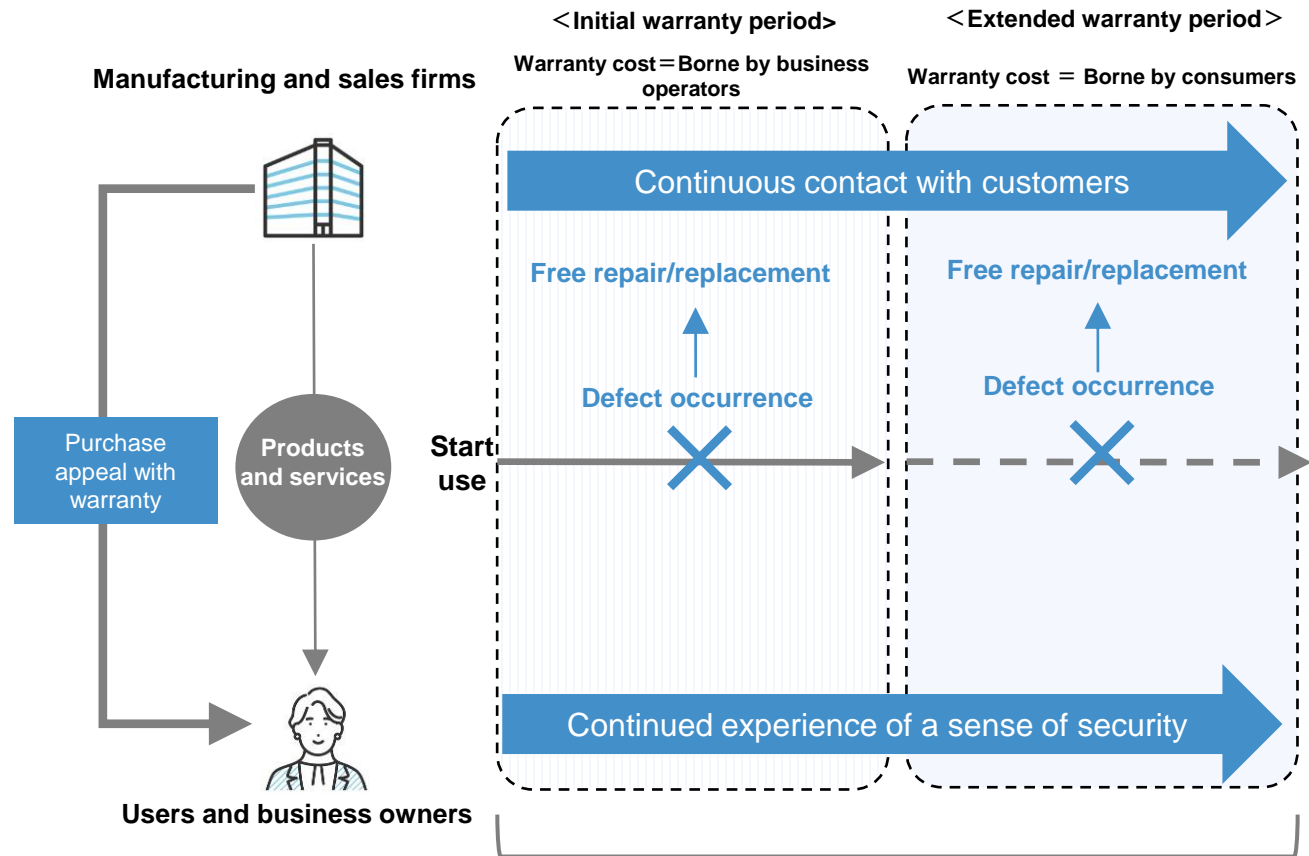 ＜Initial warranty period>
＜Extended warranty period＞
Warranty cost＝Borne by business
operators
Warranty cost ＝ Borne by consumers
Manufacturing and sales firms
Continuous contact with customers
Free repair/replacement
Free repair/replacement
Defect occurrence
Defect occurrence
Purchase
appeal with
warranty
Products
and services
Start
use
Continued experience of a sense of security
Users and business owners